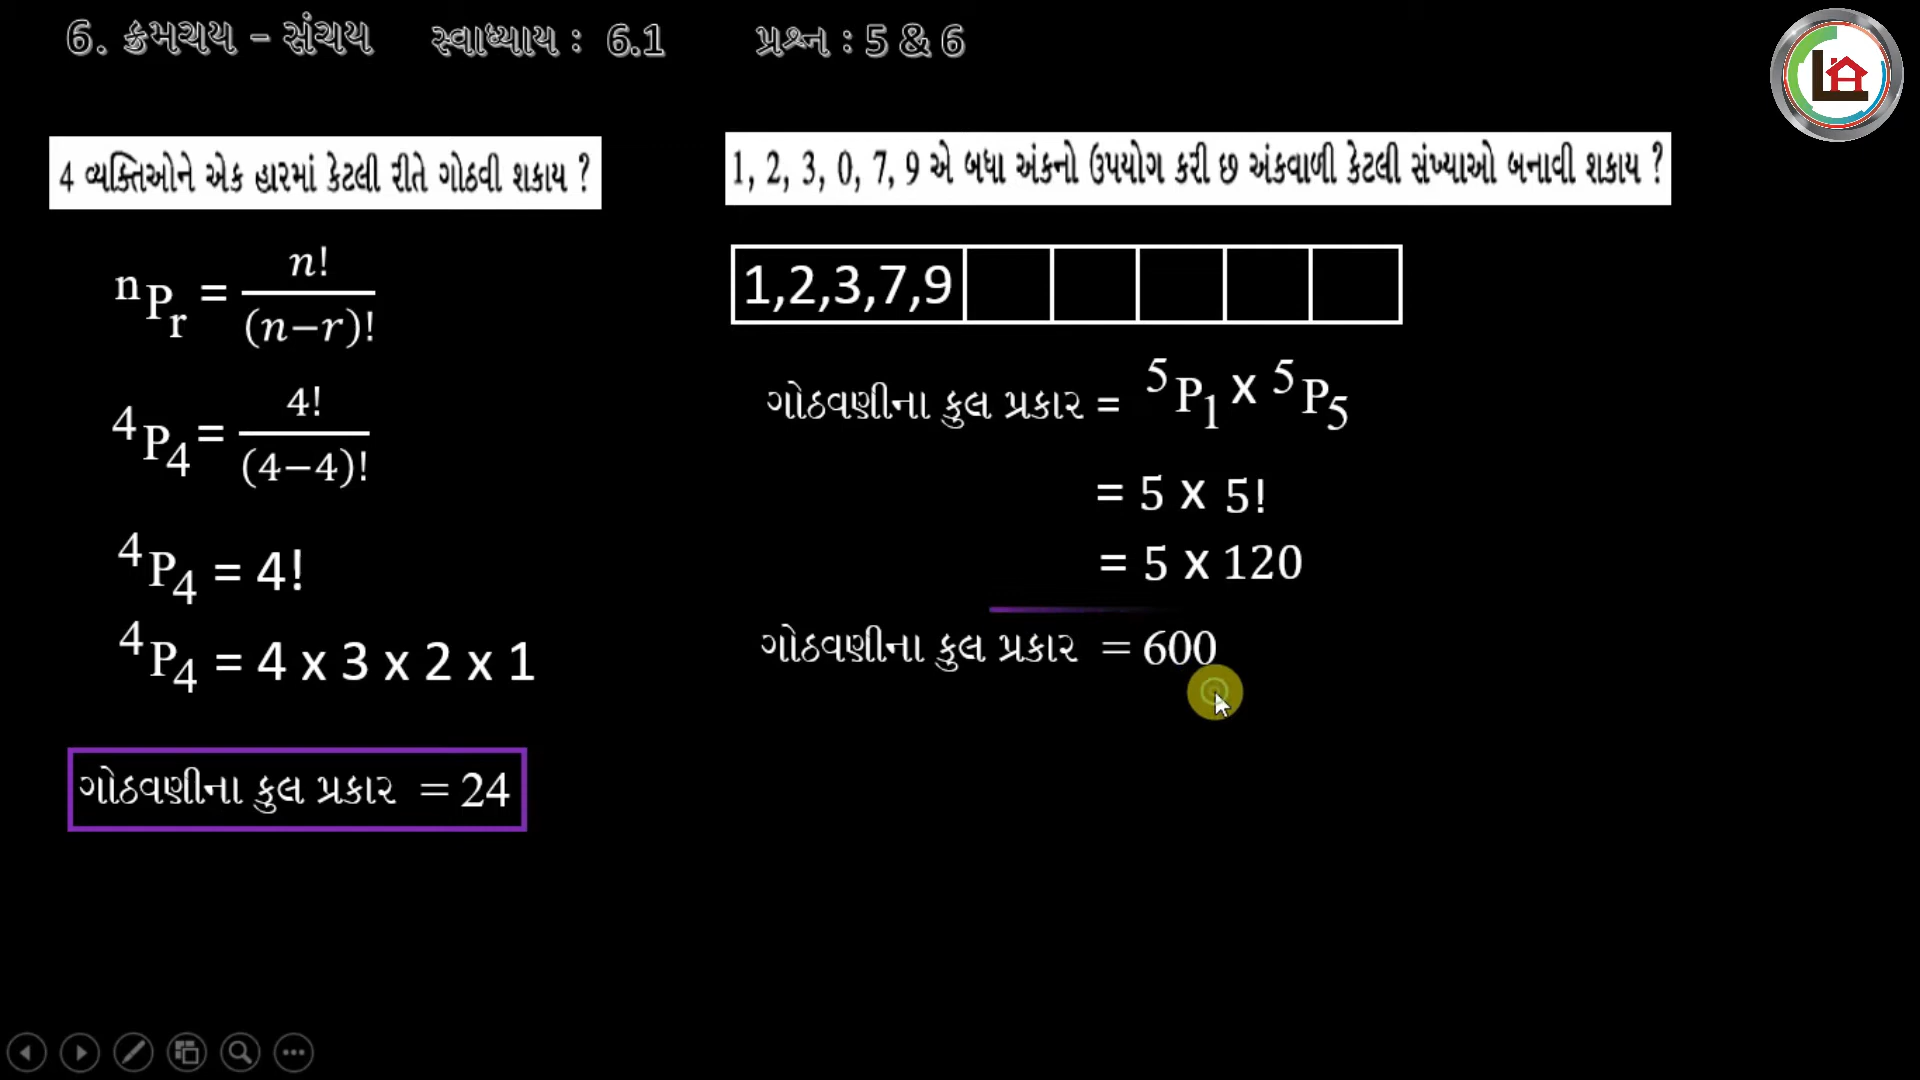 6. ક્રમચય – સંચય સ્વાધ્યાય : 6.1 પ્રશ્ન : 5 & 6
4 વ્યક્તિઓને એક હારમાં કેટલી રીતે ગોઠવી શકાય ?
ⁿPᵣ = n! / (n−r)!
⁴P₄ = 4! / (4−4)!
⁴P₄ = 4!
⁴P₄ = 4 x 3 x 2 x 1
ગોઠવણીના કુલ પ્રકાર = 24
1, 2, 3, 0, 7, 9 એ બધા અંકનો ઉપયોગ કરી છ અંકવાળી કેટલી સંખ્યાઓ બનાવી શકાય ?
1,2,3,7,9
ગોઠવણીના કુલ પ્રકાર = ⁵P₁ x ⁵P₅
= 5 x 5!
= 5 x 120
ગોઠવણીના કુલ પ્રકાર = 600